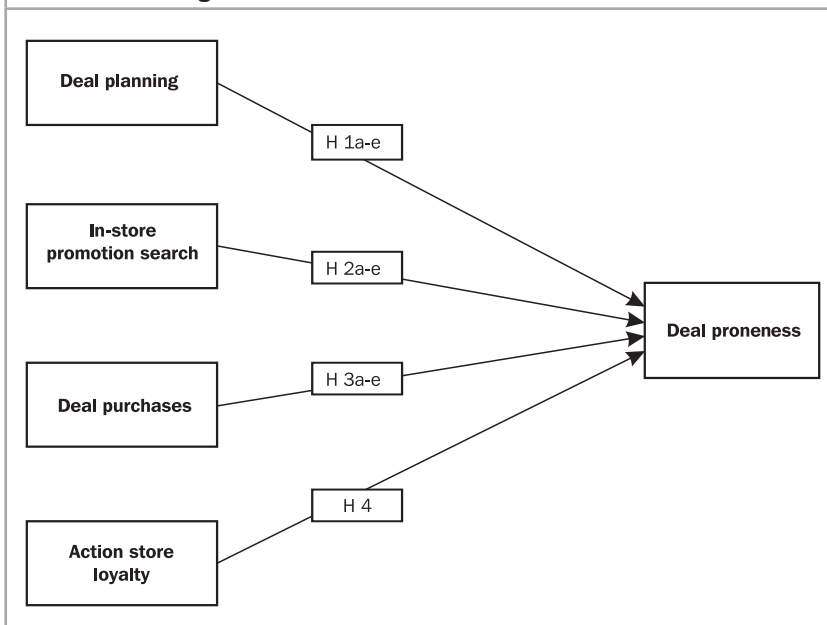 Deal planning
H 1a-e
In-store
promotion search
H 2a-e
Deal proneness
H 3a-e
Deal purchases
H 4
Action store
loyalty